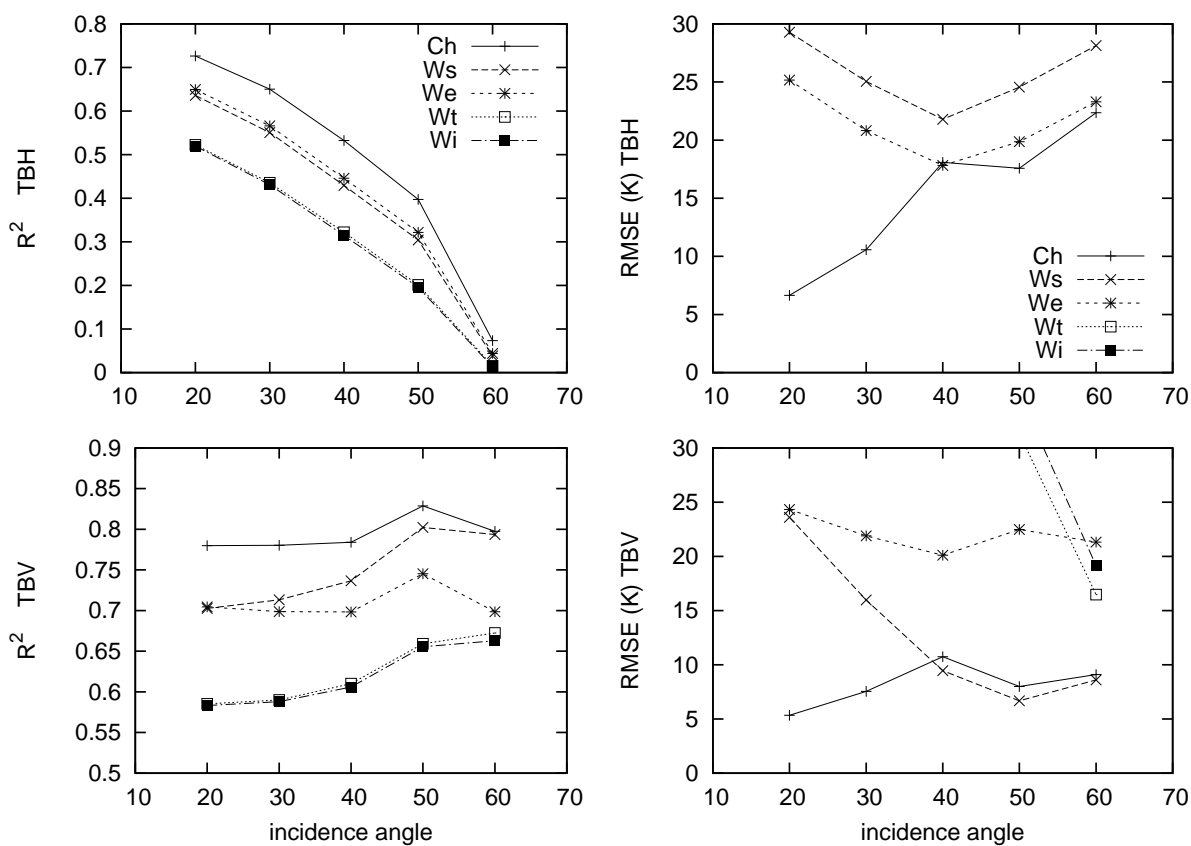 0.8
0.7
0.6
0.5
0.4
0.3
0.2
0.1
0
10 20 30 40 50 60 70
R² TBH
Ch
Ws
We
Wt
Wi
30
25
20
15
10
5
0
10 20 30 40 50 60 70
RMSE (K) TBH
Ch
Ws
We
Wt
Wi
0.9
0.85
0.8
0.75
0.7
0.65
0.6
0.55
0.5
10 20 30 40 50 60 70
R² TBV
incidence angle
30
25
20
15
10
5
0
10 20 30 40 50 60 70
RMSE (K) TBV
incidence angle